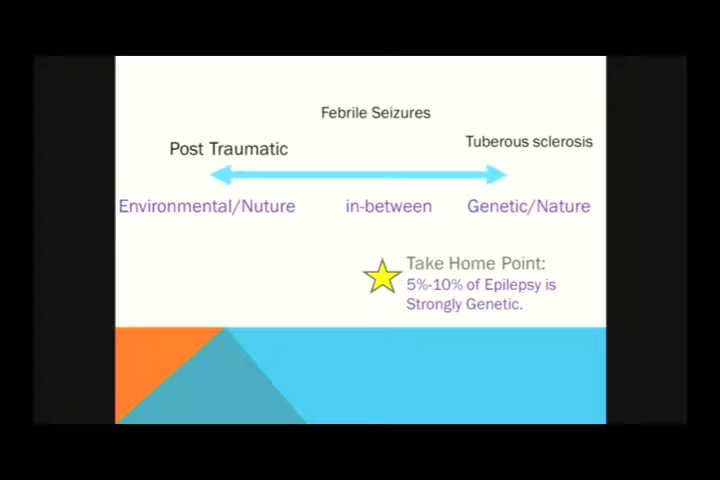 Febrile Seizures
Post Traumatic
Tuberous sclerosis
Environmental/Nuture
in-between
Genetic/Nature
Take Home Point:
5%-10% of Epilepsy is
Strongly Genetic.